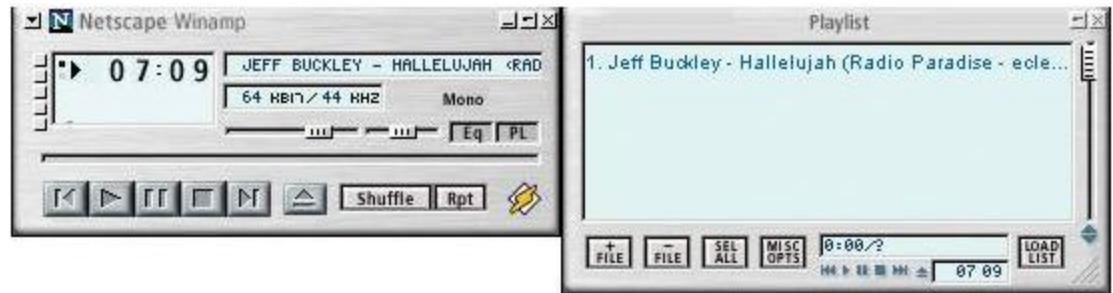 N Netscape Winamp
07:09
JEFF BUCKLEY - HALLELUJAH <RAD
64 KBIT/44 KHZ Mono
Eq PL
Shuffle Rpt
Playlist
1. Jeff Buckley - Hallelujah (Radio Paradise - ecle...
+ FILE
- FILE
SEL ALL
MISC OPTS
0:00/?
07 09
LOAD LIST